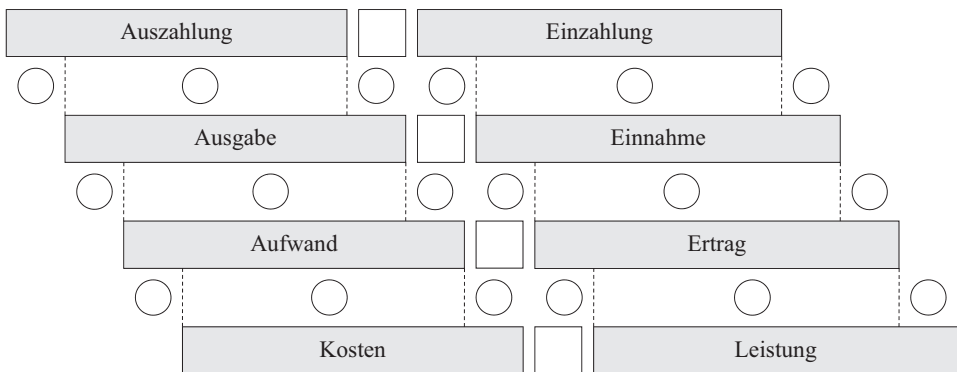 Auszahlung Einzahlung
Ausgabe Einnahme
Aufwand Ertrag
Kosten Leistung